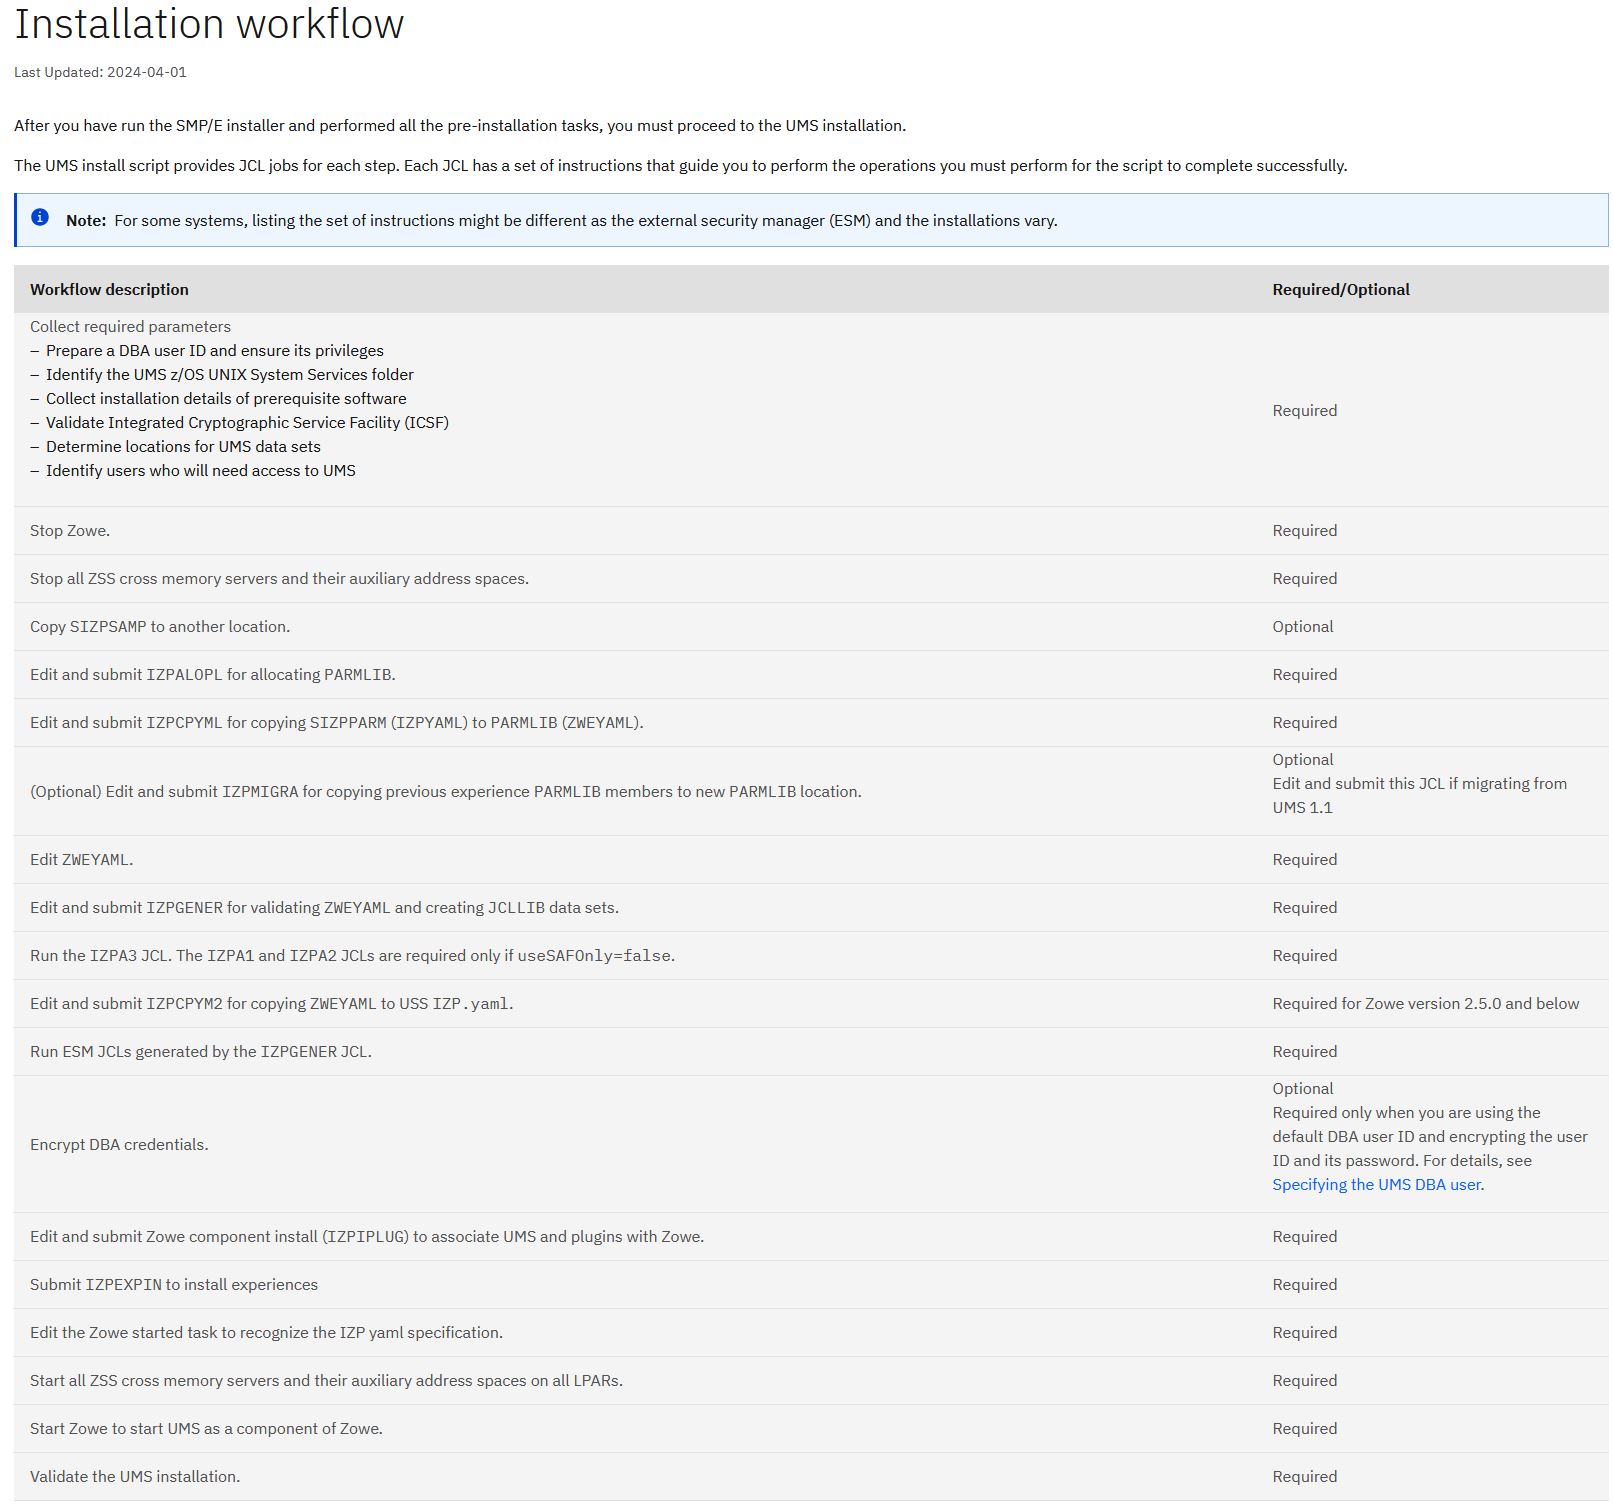 Installation workflow
Last Updated: 2024-04-01
After you have run the SMP/E installer and performed all the pre-installation tasks, you must proceed to the UMS installation.
The UMS install script provides JCL jobs for each step. Each JCL has a set of instructions that guide you to perform the operations you must perform for the script to complete successfully.
Note: For some systems, listing the set of instructions might be different as the external security manager (ESM) and the installations vary.
Workflow description Required/Optional
Collect required parameters
– Prepare a DBA user ID and ensure its privileges
– Identify the UMS z/OS UNIX System Services folder
– Collect installation details of prerequisite software
– Validate Integrated Cryptographic Service Facility (ICSF)
– Determine locations for UMS data sets
– Identify users who will need access to UMS
Required
Stop Zowe. Required
Stop all ZSS cross memory servers and their auxiliary address spaces. Required
Copy SIZPSAMP to another location. Optional
Edit and submit IZPALOPL for allocating PARMLIB. Required
Edit and submit IZPCPYML for copying SIZPPARM (IZPYAML) to PARMLIB (ZWEYAML). Required
(Optional) Edit and submit IZPMIGRA for copying previous experience PARMLIB members to new PARMLIB location.
Optional
Edit and submit this JCL if migrating from
UMS 1.1
Edit ZWEYAML. Required
Edit and submit IZPGENER for validating ZWEYAML and creating JCLLIB data sets. Required
Run the IZPA3 JCL. The IZPA1 and IZPA2 JCLs are required only if useSAFOnly=false. Required
Edit and submit IZPCPYM2 for copying ZWEYAML to USS IZP.yaml. Required for Zowe version 2.5.0 and below
Run ESM JCLs generated by the IZPGENER JCL. Required
Encrypt DBA credentials.
Optional
Required only when you are using the
default DBA user ID and encrypting the user
ID and its password. For details, see
Specifying the UMS DBA user.
Edit and submit Zowe component install (IZPIPLUG) to associate UMS and plugins with Zowe. Required
Submit IZPEXPIN to install experiences Required
Edit the Zowe started task to recognize the IZP yaml specification. Required
Start all ZSS cross memory servers and their auxiliary address spaces on all LPARs. Required
Start Zowe to start UMS as a component of Zowe. Required
Validate the UMS installation. Required